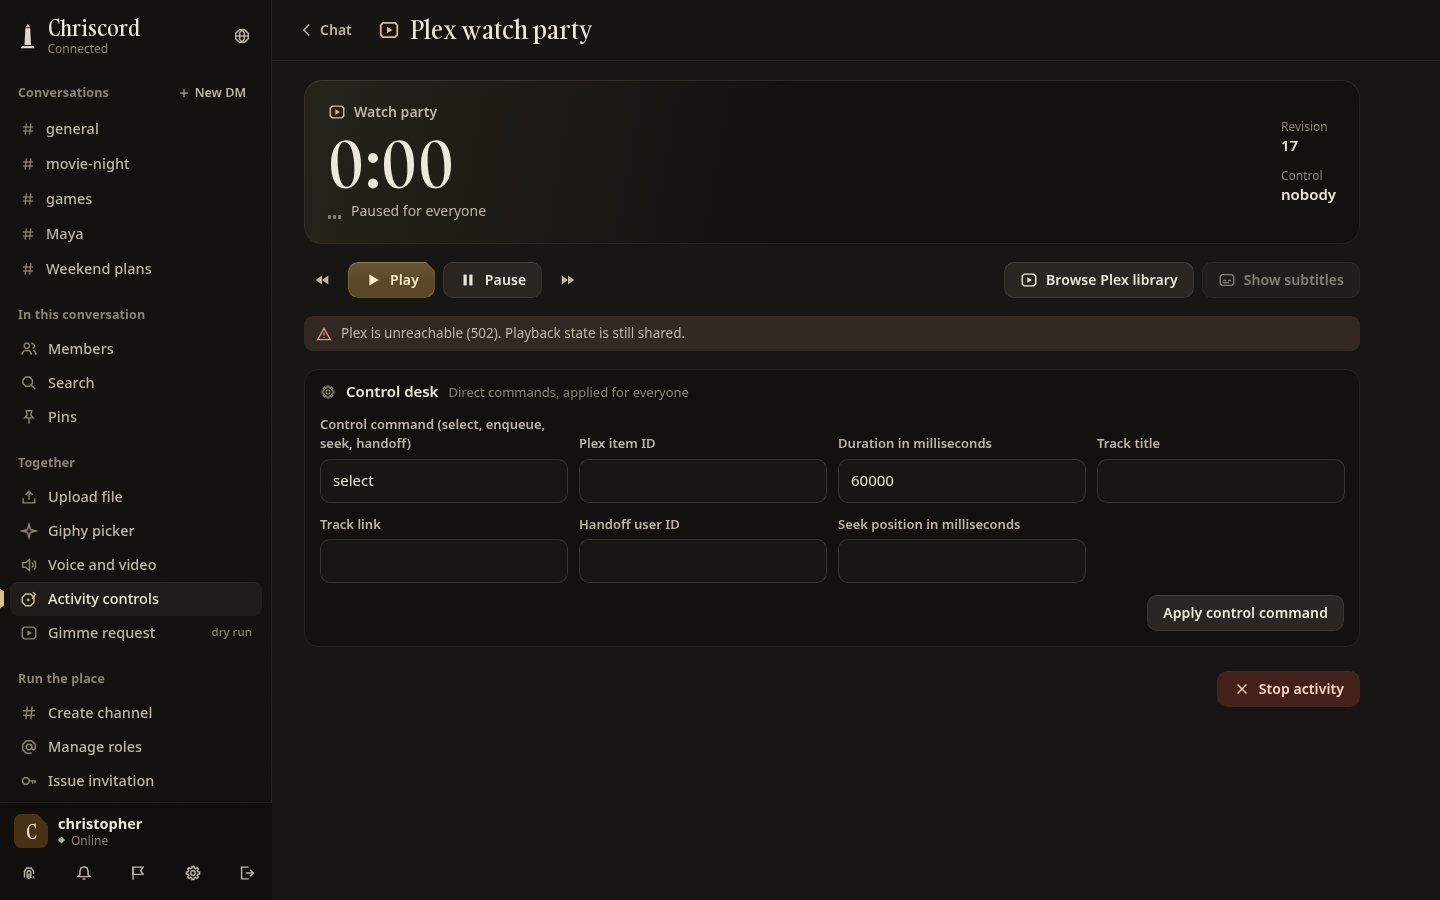 Chriscord
Connected
Conversations
New DM
general
movie-night
games
Maya
Weekend plans
In this conversation
Members
Search
Pins
Together
Upload file
Giphy picker
Voice and video
Activity controls
Gimme request
dry run
Run the place
Create channel
Manage roles
Issue invitation
C
christopher
Online
Chat
Plex watch party
Watch party
0:00
Paused for everyone
Revision
17
Control
nobody
Play
Pause
Browse Plex library
Show subtitles
Plex is unreachable (502). Playback state is still shared.
Control desk Direct commands, applied for everyone
Control command (select, enqueue,
seek, handoff)
select
Plex item ID
Duration in milliseconds
60000
Track title
Track link
Handoff user ID
Seek position in milliseconds
Apply control command
Stop activity